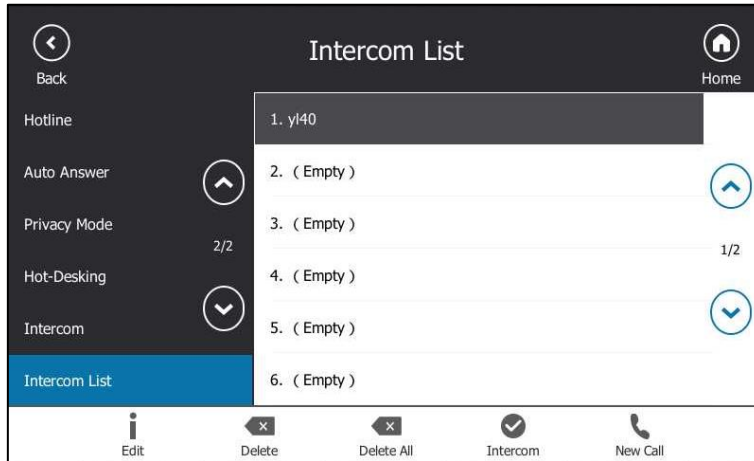 Intercom List
Back
Home
Hotline
Auto Answer
Privacy Mode
2/2
Hot-Desking
Intercom
Intercom List
1. yl40
2. ( Empty )
3. ( Empty )
4. ( Empty )
5. ( Empty )
6. ( Empty )
1/2
Edit
Delete
Delete All
Intercom
New Call